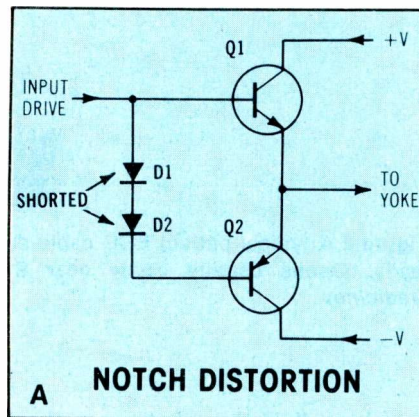 Q1
+V
INPUT
DRIVE
D1
SHORTED
D2
TO
YOKE
Q2
−V
A
NOTCH DISTORTION